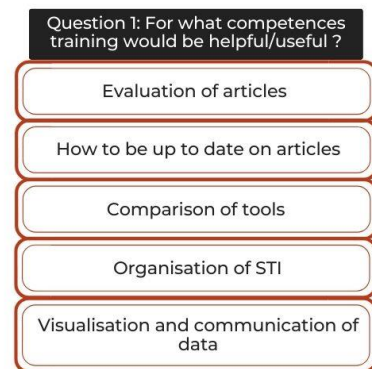 Question 1: For what competences
training would be helpful/useful ?
Evaluation of articles
How to be up to date on articles
Comparison of tools
Organisation of STI
Visualisation and communication of
data